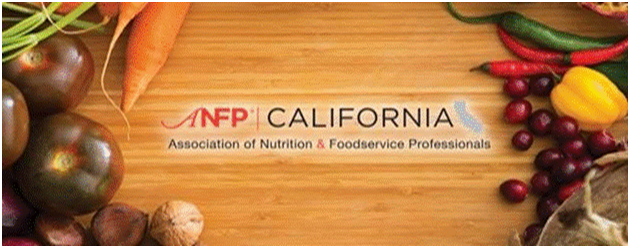 ANFP® | CALIFORNIA
Association of Nutrition & Foodservice Professionals